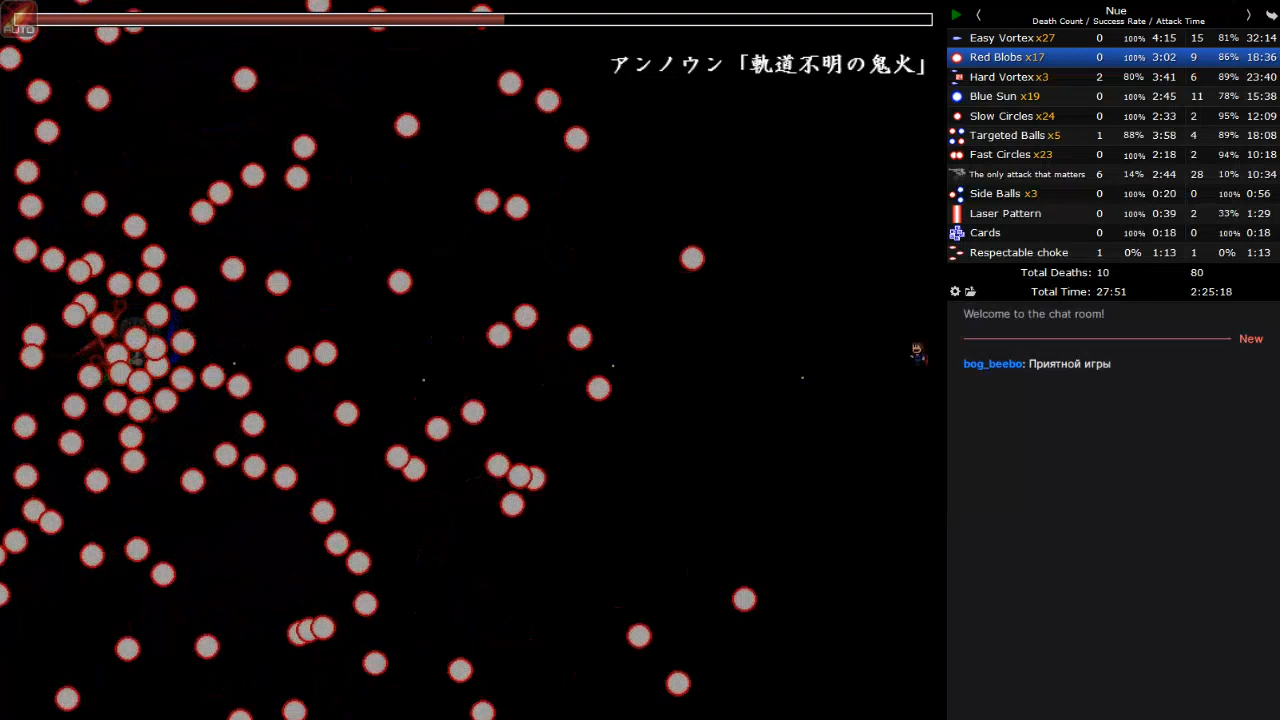 AUTO
アンノウン「軌道不明の鬼火」
Nue
Death Count / Success Rate / Attack Time
Easy Vortex x27 0 100% 4:15 15 81% 32:14
Red Blobs x17 0 100% 3:02 9 86% 18:36
Hard Vortex x3 2 80% 3:41 6 89% 23:40
Blue Sun x19 0 100% 2:45 11 78% 15:38
Slow Circles x24 0 100% 2:33 2 95% 12:09
Targeted Balls x5 1 88% 3:58 4 89% 18:08
Fast Circles x23 0 100% 2:18 2 94% 10:18
The only attack that matters 6 14% 2:44 28 10% 10:34
Side Balls x3 0 100% 0:20 0 100% 0:56
Laser Pattern 0 100% 0:39 2 33% 1:29
Cards 0 100% 0:18 0 100% 0:18
Respectable choke 1 0% 1:13 1 0% 1:13
Total Deaths: 10 80
Total Time: 27:51 2:25:18
Welcome to the chat room!
New
bog_beebo: Приятной игры